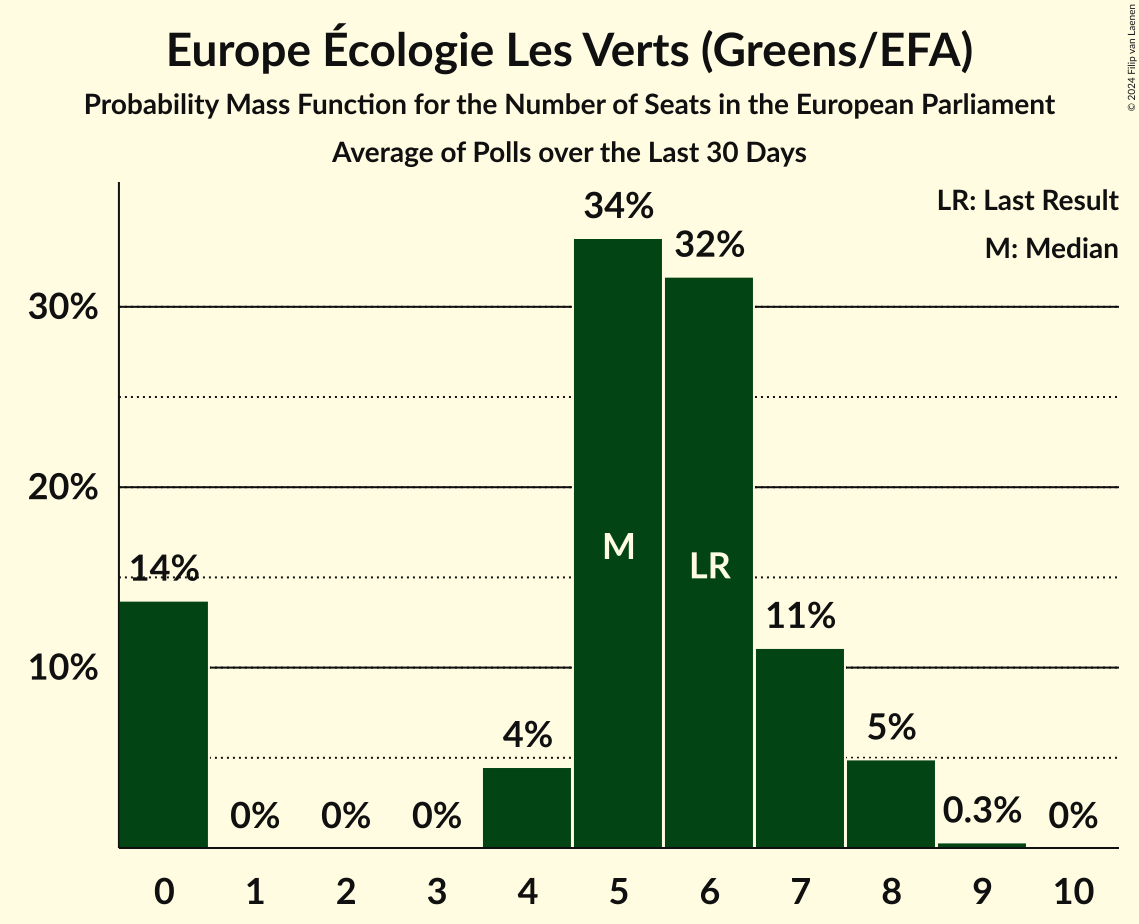 Europe Écologie Les Verts (Greens/EFA)
Probability Mass Function for the Number of Seats in the European Parliament
Average of Polls over the Last 30 Days
© 2024 Filip van Laenen
LR: Last Result
M: Median
30%
20%
10%
14%
0%
0%
0%
4%
34%
32%
11%
5%
0.3%
0%
M
LR
0 1 2 3 4 5 6 7 8 9 10